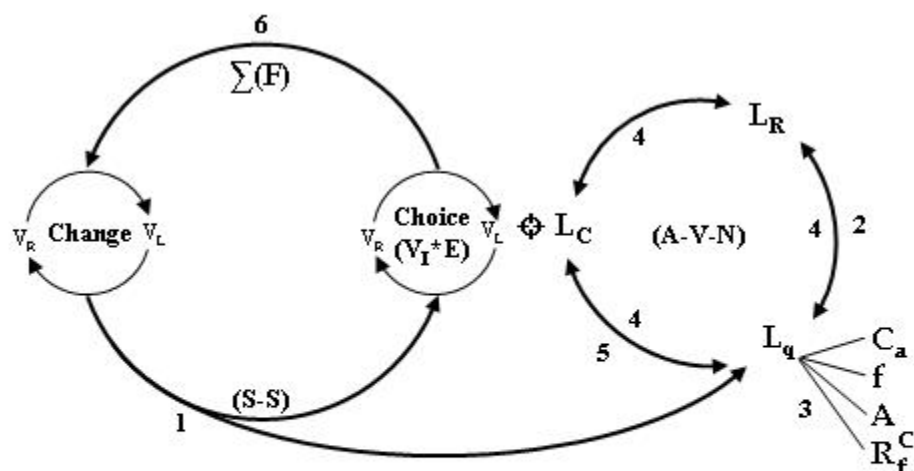 6
∑(F)
V_R Change V_L
V_R Choice V_L
(V_I*E)
L_C
4
L_R
(A-V-N)
4 2
4
5
L_q
(S-S)
1
3
C_a
f
A
R_f^C